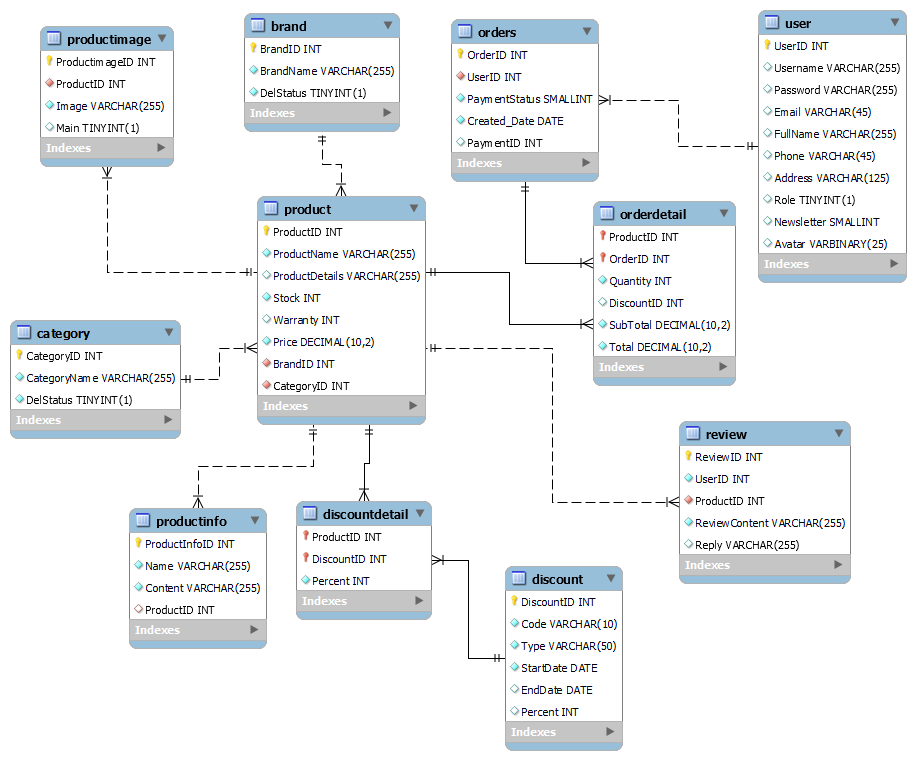 productimage
ProductimageID INT
ProductID INT
Image VARCHAR(255)
Main TINYINT(1)
Indexes
brand
BrandID INT
BrandName VARCHAR(255)
DelStatus TINYINT(1)
Indexes
orders
OrderID INT
UserID INT
PaymentStatus SMALLINT
Created_Date DATE
PaymentID INT
Indexes
user
UserID INT
Username VARCHAR(255)
Password VARCHAR(255)
Email VARCHAR(45)
FullName VARCHAR(255)
Phone VARCHAR(45)
Address VARCHAR(125)
Role TINYINT(1)
Newsletter SMALLINT
Avatar VARBINARY(25)
Indexes
product
ProductID INT
ProductName VARCHAR(255)
ProductDetails VARCHAR(255)
Stock INT
Warranty INT
Price DECIMAL(10,2)
BrandID INT
CategoryID INT
Indexes
orderdetail
ProductID INT
OrderID INT
Quantity INT
DiscountID INT
SubTotal DECIMAL(10,2)
Total DECIMAL(10,2)
Indexes
category
CategoryID INT
CategoryName VARCHAR(255)
DelStatus TINYINT(1)
Indexes
review
ReviewID INT
UserID INT
ProductID INT
ReviewContent VARCHAR(255)
Reply VARCHAR(255)
Indexes
productinfo
ProductInfoID INT
Name VARCHAR(255)
Content VARCHAR(255)
ProductID INT
Indexes
discountdetail
ProductID INT
DiscountID INT
Percent INT
Indexes
discount
DiscountID INT
Code VARCHAR(10)
Type VARCHAR(50)
StartDate DATE
EndDate DATE
Percent INT
Indexes